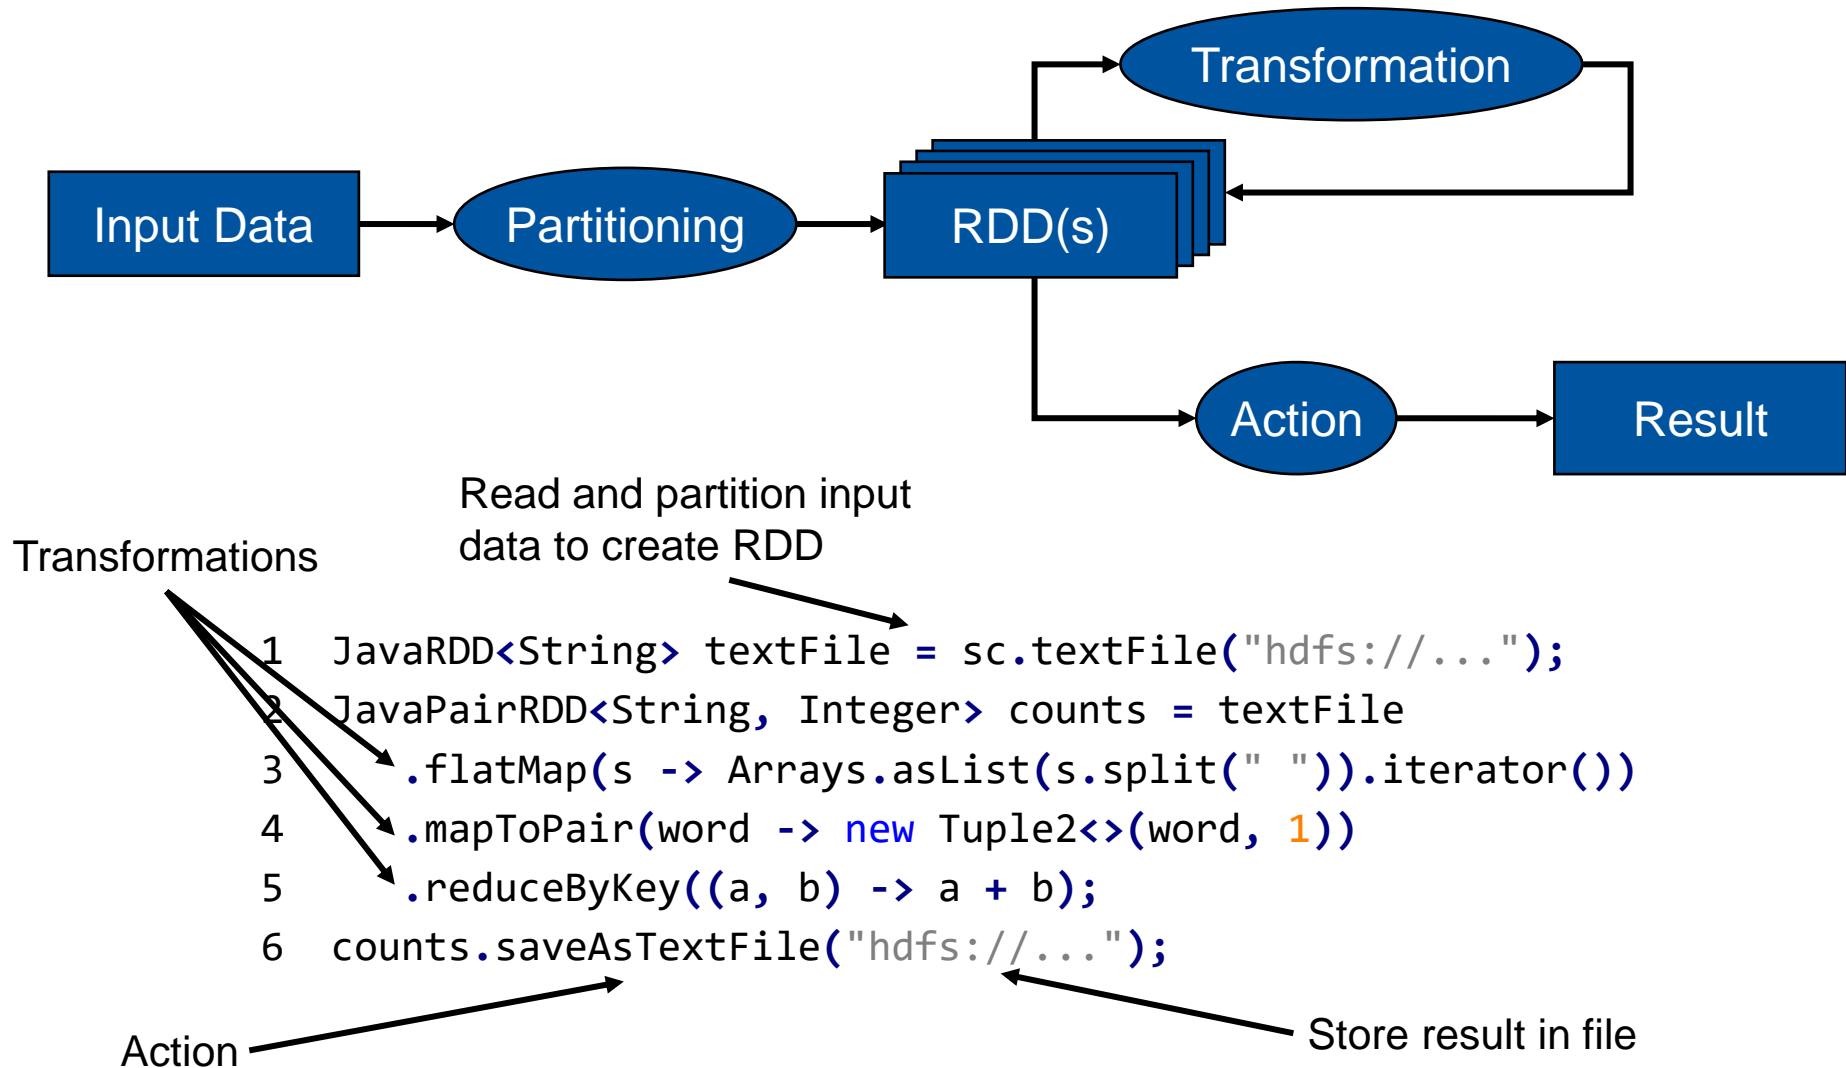 Transformation
Input Data
Partitioning
RDD(s)
Action
Result
Read and partition input
data to create RDD
Transformations
1 JavaRDD<String> textFile = sc.textFile("hdfs://...");
2 JavaPairRDD<String, Integer> counts = textFile
3 .flatMap(s -> Arrays.asList(s.split(" ")).iterator())
4 .mapToPair(word -> new Tuple2<>(word, 1))
5 .reduceByKey((a, b) -> a + b);
6 counts.saveAsTextFile("hdfs://...");
Store result in file
Action